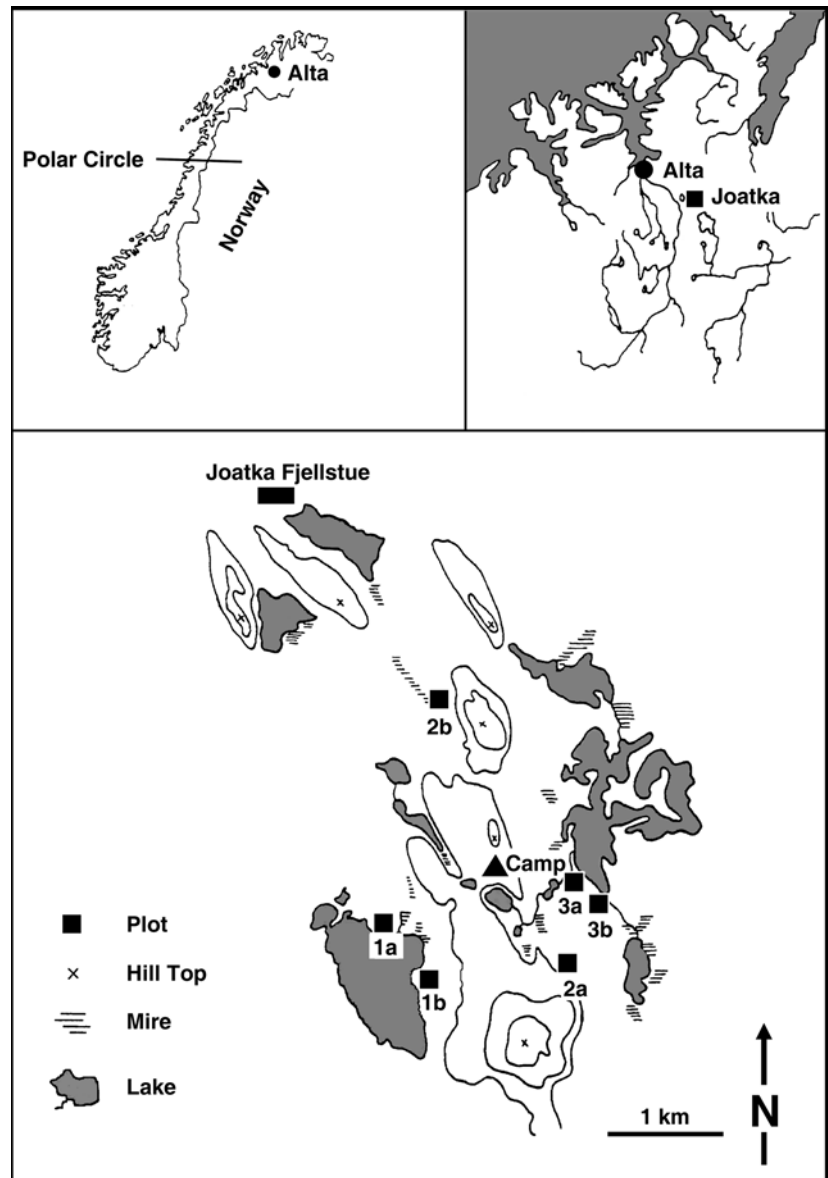 Alta
Polar Circle
Norway
Alta
Joatka
Joatka Fjellstue
2b
Camp
3a
3b
1a
2a
1b
Plot
Hill Top
Mire
Lake
1 km
N